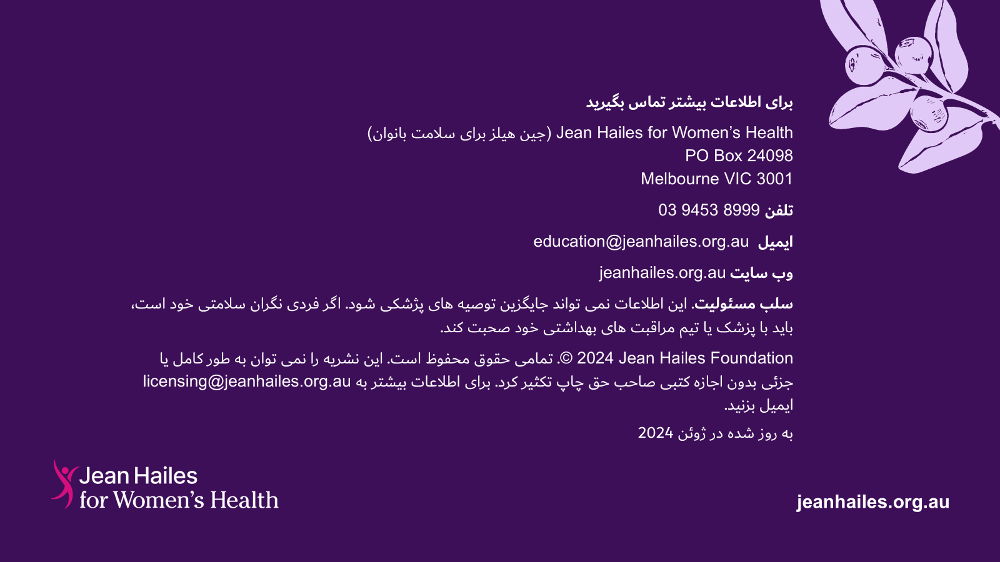 برای اطلاعات بیشتر تماس بگیرید
Jean Hailes for Women’s Health (جین هیلز برای سلامت بانوان)
PO Box 24098
Melbourne VIC 3001
تلفن 03 9453 8999
ایمیل education@jeanhailes.org.au
وب سایت jeanhailes.org.au
سلب مسئولیت. این اطلاعات نمی تواند جایگزین توصیه های پژشکی شود. اگر فردی نگران سلامتی خود است،
باید با پزشک یا تیم مراقبت های بهداشتی خود صحبت کند.
© 2024 Jean Hailes Foundation. تمامی حقوق محفوظ است. این نشریه را نمی توان به طور کامل یا
جزئی بدون اجازه کتبی صاحب حق چاپ تکثیر کرد. برای اطلاعات بیشتر به licensing@jeanhailes.org.au
ایمیل بزنید.
به روز شده در ژوئن 2024
Jean Hailes
for Women’s Health
jeanhailes.org.au